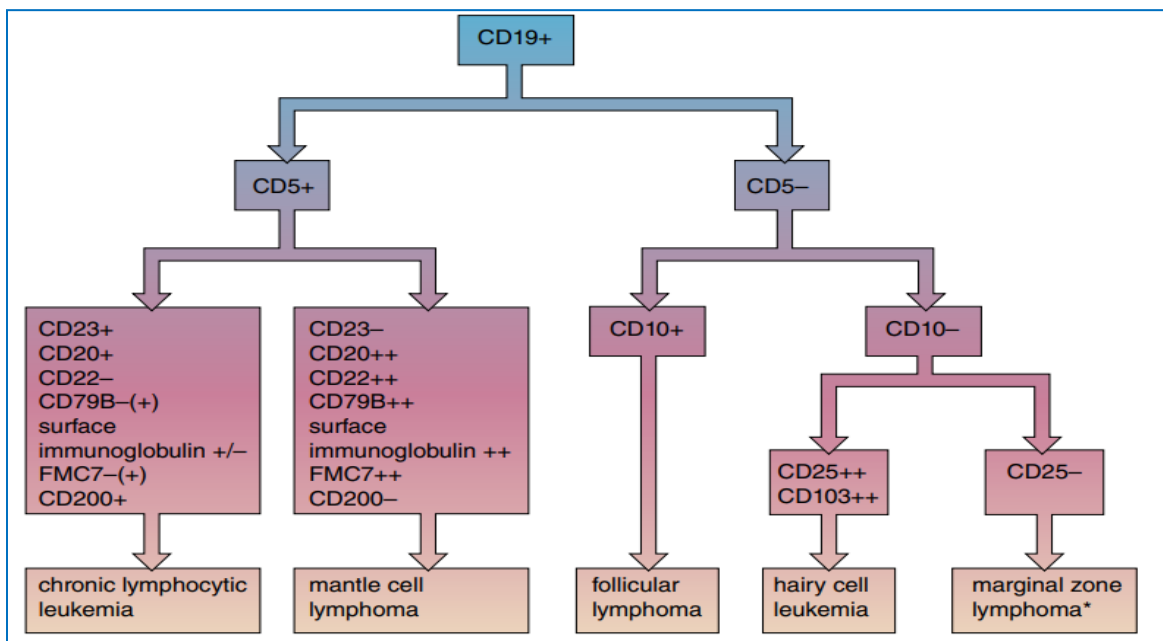 CD19+
CD5+
CD5–
CD23+
CD20+
CD22–
CD79B–(+)
surface
immunoglobulin +/–
FMC7–(+)
CD200+
CD23–
CD20++
CD22++
CD79B++
surface
immunoglobulin ++
FMC7++
CD200–
CD10+
CD10–
CD25++
CD103++
CD25–
chronic lymphocytic
leukemia
mantle cell
lymphoma
follicular
lymphoma
hairy cell
leukemia
marginal zone
lymphoma*